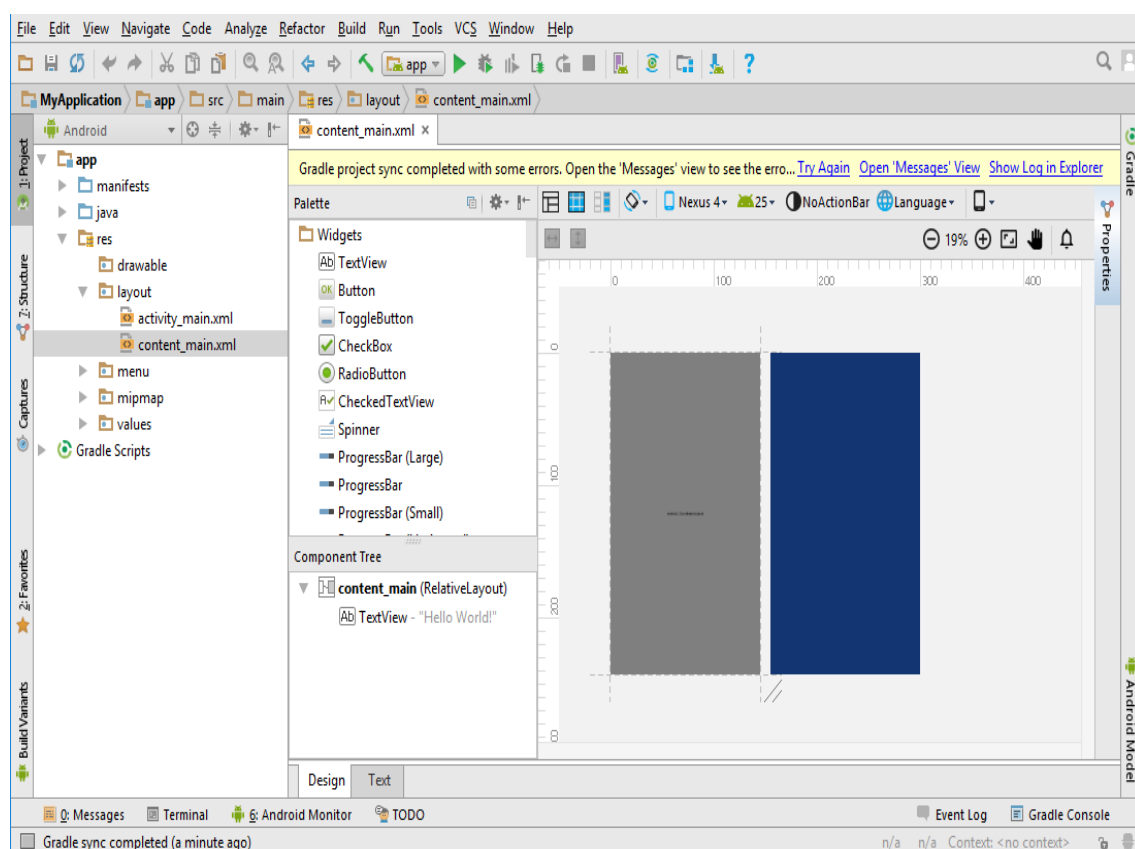 File Edit View Navigate Code Analyze Refactor Build Run Tools VCS Window Help
app
MyApplication app src main res layout content_main.xml
Android
content_main.xml
1: Project
Gradle
app
manifests
java
res
drawable
layout
activity_main.xml
content_main.xml
menu
mipmap
values
Gradle Scripts
7: Structure
Captures
2: Favorites
Build Variants
Gradle project sync completed with some errors. Open the 'Messages' view to see the erro... Try Again Open 'Messages' View Show Log in Explorer
Palette
Widgets
TextView
Button
ToggleButton
CheckBox
RadioButton
CheckedTextView
Spinner
ProgressBar (Large)
ProgressBar
ProgressBar (Small)
Component Tree
content_main (RelativeLayout)
Ab TextView - "Hello World!"
Nexus 4 25 NoActionBar Language
19%
0 100 200 300 400
0
100
200
Properties
Android Model
Design Text
0: Messages Terminal 6: Android Monitor TODO Event Log Gradle Console
Gradle sync completed (a minute ago) n/a n/a Context: <no context>